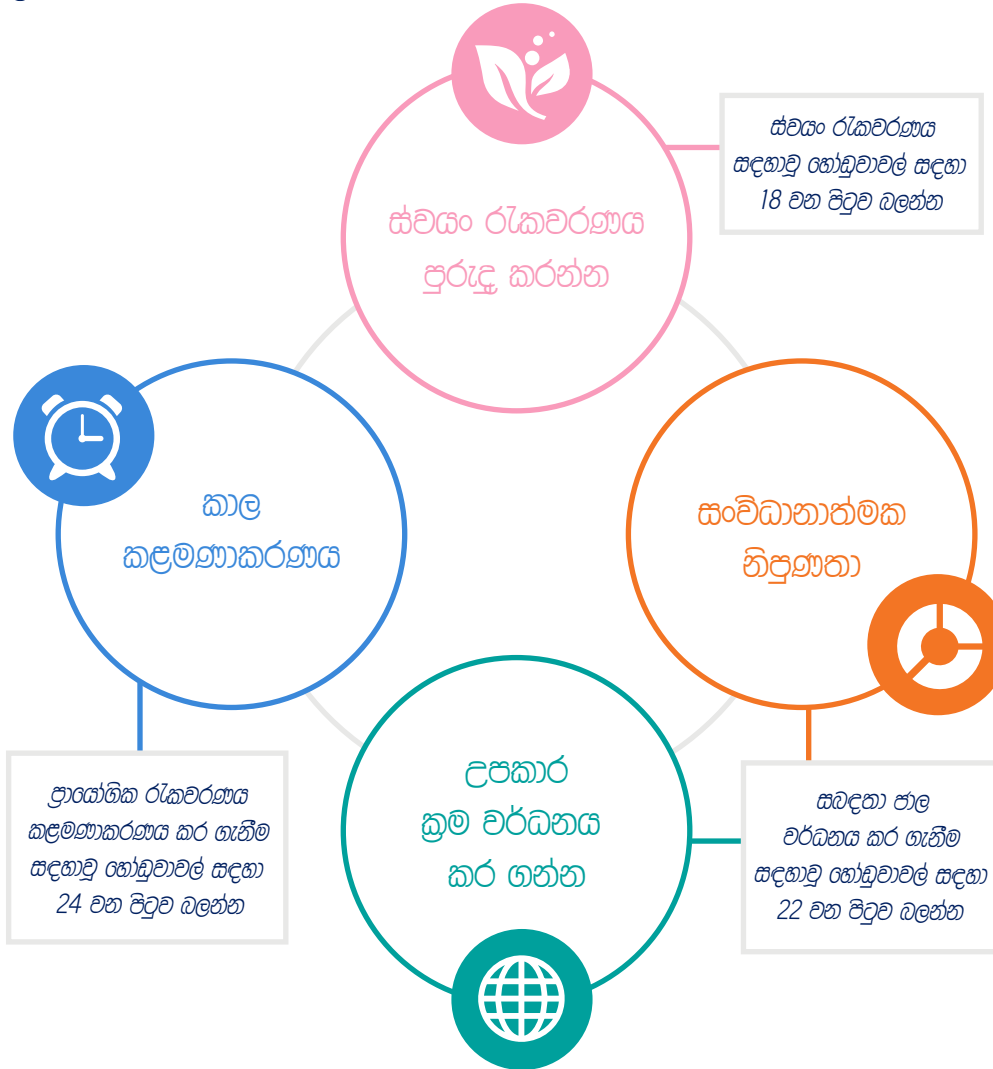 ස්වයං රැකවරණය
පුරුදු කරන්න
ස්වයං රැකවරණය
සඳහාවූ හෝඩුවාවල් සඳහා
18 වන පිටුව බලන්න
කාල
කළමණාකරණය
සංවිධානාත්මක
නිපුණතා
උපකාර
ක්‍රම වර්ධනය
කර ගන්න
ප්‍රායෝගික රැකවරණය
කළමණාකරණය කර ගැනීම
සඳහාවූ හෝඩුවාවල් සඳහා
24 වන පිටුව බලන්න
සබඳතා ජාල
වර්ධනය කර ගැනීම
සඳහාවූ හෝඩුවාවල් සඳහා
22 වන පිටුව බලන්න